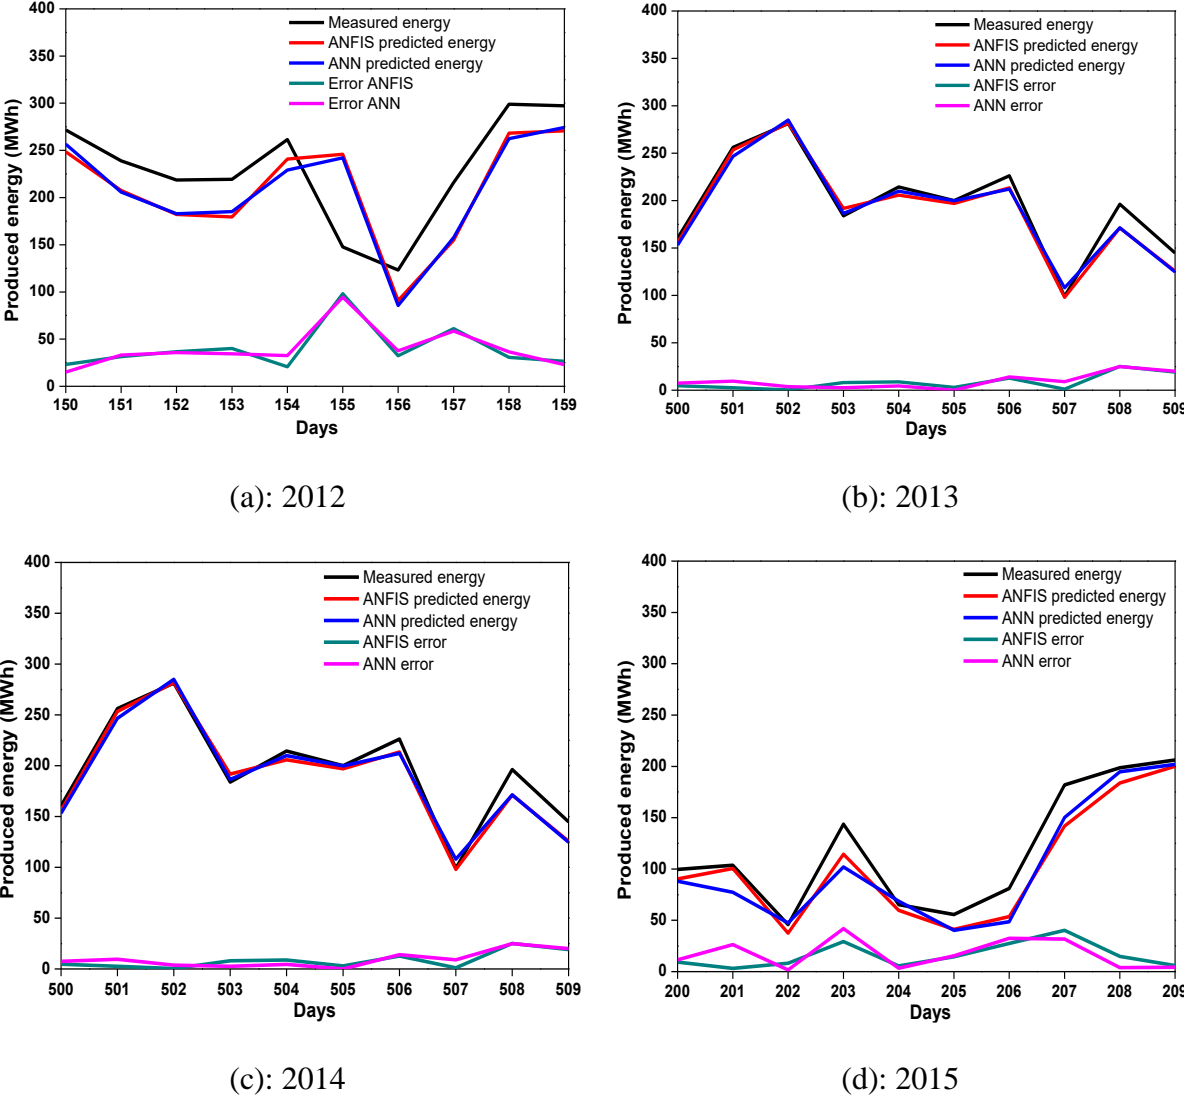 400
350
300
250
200
150
100
50
0
Produced energy (MWh)
Measured energy
ANFIS predicted energy
ANN predicted energy
Error ANFIS
Error ANN
150 151 152 153 154 155 156 157 158 159
Days
(a): 2012
400
350
300
250
200
150
100
50
0
Produced energy (MWh)
Measured energy
ANFIS predicted energy
ANN predicted energy
ANFIS error
ANN error
500 501 502 503 504 505 506 507 508 509
Days
(b): 2013
400
350
300
250
200
150
100
50
0
Produced energy (MWh)
Measured energy
ANFIS predicted energy
ANN predicted energy
ANFIS error
ANN error
500 501 502 503 504 505 506 507 508 509
Days
(c): 2014
400
350
300
250
200
150
100
50
0
Produced energy (MWh)
Measured energy
ANFIS predicted energy
ANN predicted energy
ANFIS error
ANN error
200 201 202 203 204 205 206 207 208 209
Days
(d): 2015